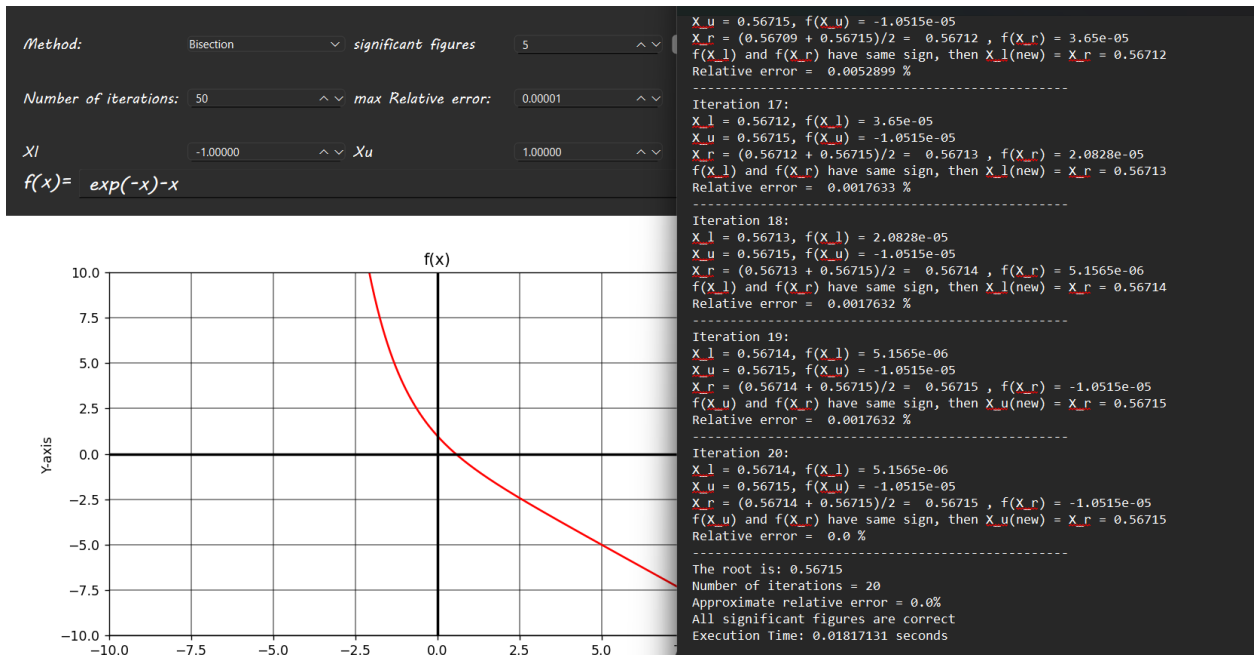 Method: Bisection significant figures 5
Number of iterations: 50 max Relative error: 0.00001
Xl -1.00000 Xu 1.00000
f(x)= exp(-x)-x
f(x)
10.0
7.5
5.0
2.5
0.0
−2.5
−5.0
−7.5
−10.0
Y-axis
−10.0 −7.5 −5.0 −2.5 0.0 2.5 5.0
X_u = 0.56715, f(X_u) = -1.0515e-05
X_r = (0.56709 + 0.56715)/2 =  0.56712 , f(X_r) = 3.65e-05
f(X_l) and f(X_r) have same sign, then X_l(new) = X_r = 0.56712
Relative error =  0.0052899 %
--------------------------------------------------
Iteration 17:
X_l = 0.56712, f(X_l) = 3.65e-05
X_u = 0.56715, f(X_u) = -1.0515e-05
X_r = (0.56712 + 0.56715)/2 =  0.56713 , f(X_r) = 2.0828e-05
f(X_l) and f(X_r) have same sign, then X_l(new) = X_r = 0.56713
Relative error =  0.0017633 %
--------------------------------------------------
Iteration 18:
X_l = 0.56713, f(X_l) = 2.0828e-05
X_u = 0.56715, f(X_u) = -1.0515e-05
X_r = (0.56713 + 0.56715)/2 =  0.56714 , f(X_r) = 5.1565e-06
f(X_l) and f(X_r) have same sign, then X_l(new) = X_r = 0.56714
Relative error =  0.0017632 %
--------------------------------------------------
Iteration 19:
X_l = 0.56714, f(X_l) = 5.1565e-06
X_u = 0.56715, f(X_u) = -1.0515e-05
X_r = (0.56714 + 0.56715)/2 =  0.56715 , f(X_r) = -1.0515e-05
f(X_u) and f(X_r) have same sign, then X_u(new) = X_r = 0.56715
Relative error =  0.0017632 %
--------------------------------------------------
Iteration 20:
X_l = 0.56714, f(X_l) = 5.1565e-06
X_u = 0.56715, f(X_u) = -1.0515e-05
X_r = (0.56714 + 0.56715)/2 =  0.56715 , f(X_r) = -1.0515e-05
f(X_u) and f(X_r) have same sign, then X_u(new) = X_r = 0.56715
Relative error =  0.0 %
--------------------------------------------------
The root is: 0.56715
Number of iterations = 20
Approximate relative error = 0.0%
All significant figures are correct
Execution Time: 0.01817131 seconds